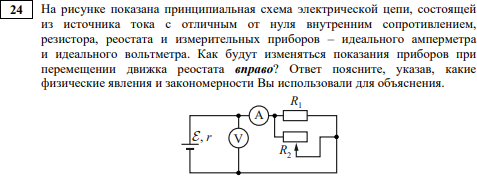 24
На рисунке показана принципиальная схема электрической цепи, состоящей
из источника тока с отличным от нуля внутренним сопротивлением,
резистора, реостата и измерительных приборов – идеального амперметра
и идеального вольтметра. Как будут изменяться показания приборов при
перемещении движка реостата вправо? Ответ поясните, указав, какие
физические явления и закономерности Вы использовали для объяснения.
R₁
A
ℰ, r
V
R₂